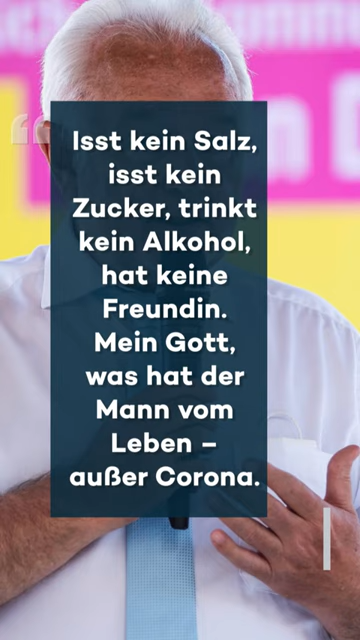 Isst kein Salz,
isst kein
Zucker, trinkt
kein Alkohol,
hat keine
Freundin.
Mein Gott,
was hat der
Mann vom
Leben –
außer Corona.